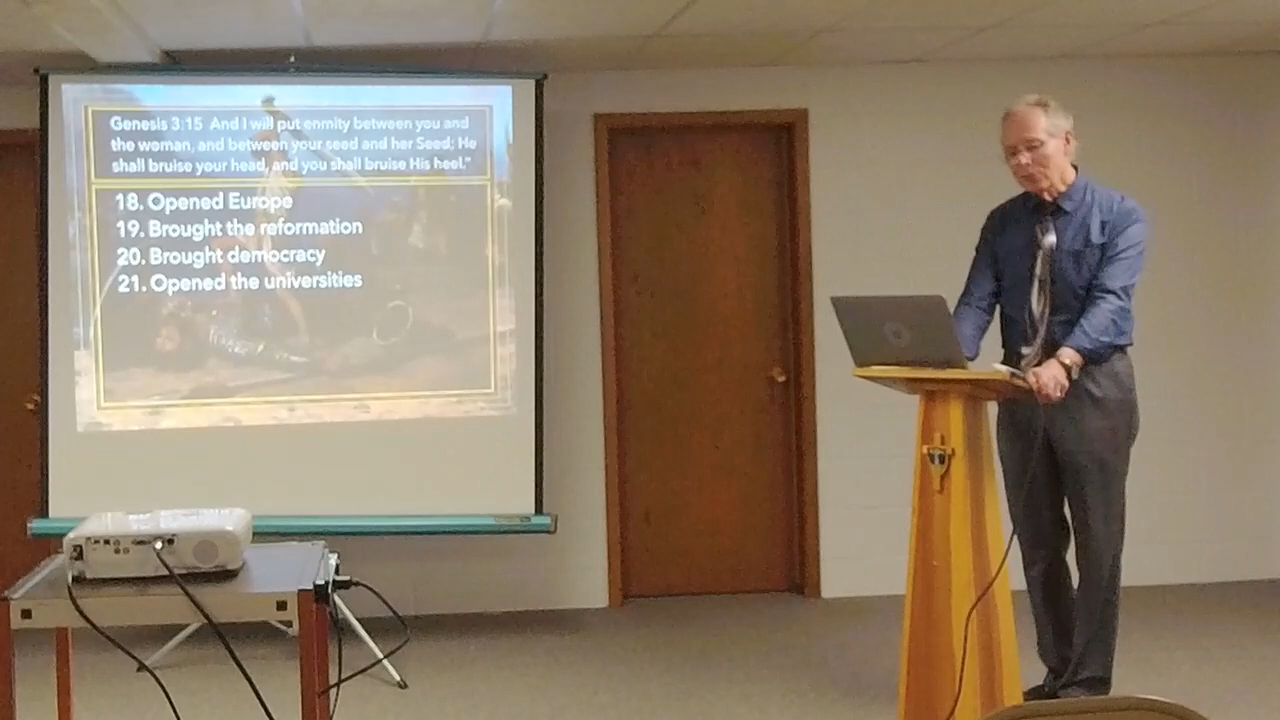 Genesis 3:15 And I will put enmity between you and
the woman, and between your seed and her Seed; He
shall bruise your head, and you shall bruise His heel."
18. Opened Europe
19. Brought the reformation
20. Brought democracy
21. Opened the universities